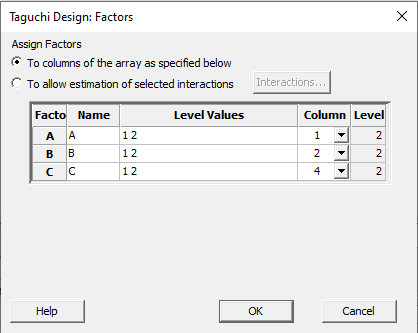 Taguchi Design: Factors
Assign Factors
To columns of the array as specified below
To allow estimation of selected interactions Interactions...
Facto Name Level Values Column Level
A A 1 2 1 2
B B 1 2 2 2
C C 1 2 4 2
Help OK Cancel